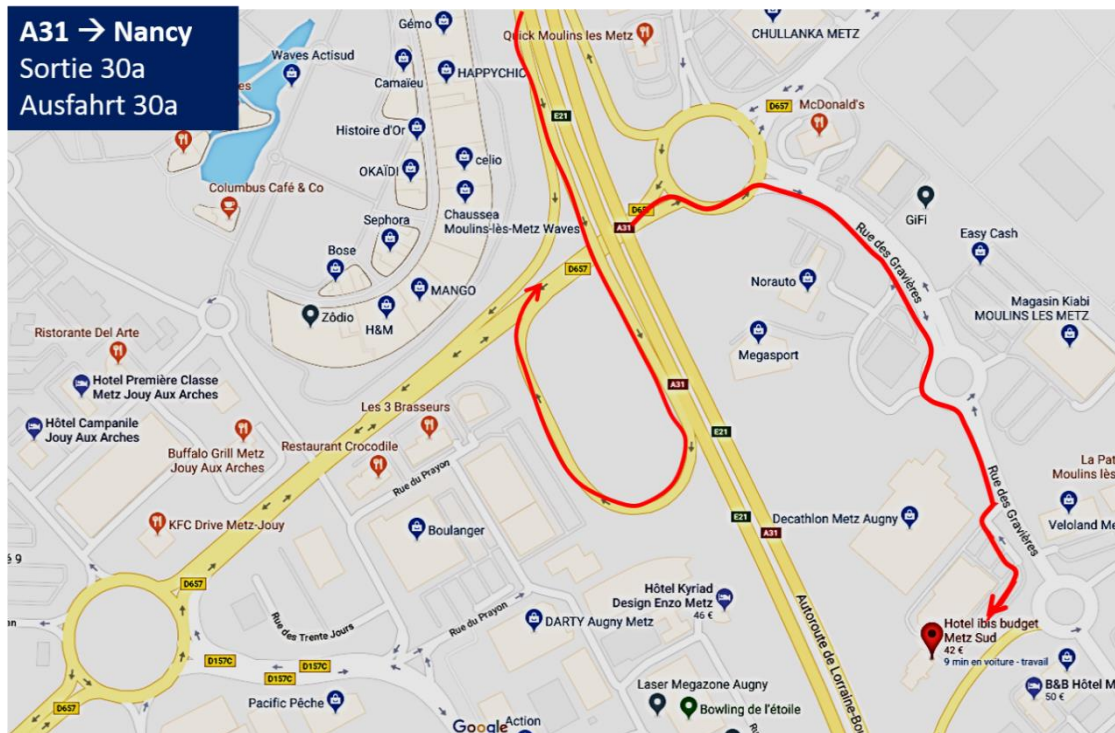 A31 → Nancy
Sortie 30a
Ausfahrt 30a
Gémo
Waves Actisud
Camaïeu
HAPPYCHIC
E21
Histoire d'Or
OKAÏDI
celio
Columbus Café & Co
Chaussea
Moulins-lès-Metz Waves
Sephora
Bose
MANGO
Zôdio
H&M
Quick Moulins les Metz
CHULLANKA METZ
D657
McDonald's
GiFi
D657
A31
Easy Cash
Rue des Gravières
D657
Norauto
Magasin Kiabi
MOULINS LES METZ
Megasport
Ristorante Del Arte
Hotel Première Classe
Metz Jouy Aux Arches
Hôtel Campanile
Jouy Aux Arches
Buffalo Grill Metz
Jouy Aux Arches
Les 3 Brasseurs
Restaurant Crocodile
Rue du Prayon
A31
E21
KFC Drive Metz-Jouy
Boulanger
E21
A31
Decathlon Metz Augny
Rue des Gravières
La Pat
Moulins lès
Veloland Me
é 9
D657
Rue des Trente Jours
Rue du Prayon
DARTY Augny Metz
Hôtel Kyriad
Design Enzo Metz
46 €
Autoroute de Lorraine-Bou
Hotel ibis budget
Metz Sud
42 €
9 min en voiture - travail
B&B Hôtel M
50 €
D157C
D157C
D157C
D657
Pacific Pêche
Laser Megazone Augny
Bowling de l'étoile
Google
Action